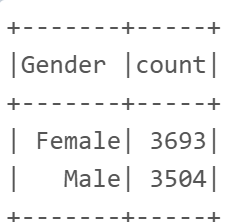 +-------+-----+
|Gender |count|
+-------+-----+
| Female| 3693|
|   Male| 3504|
+-------+-----+